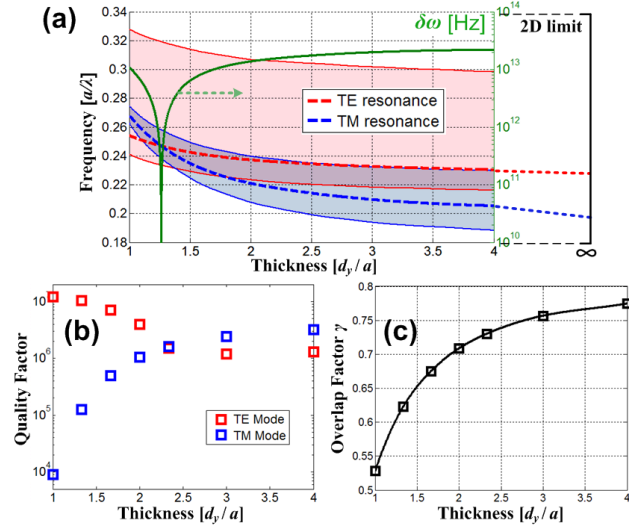 (a)
δω [Hz]
2D limit
Frequency [a/λ]
0.34
0.32
0.3
0.28
0.26
0.24
0.22
0.2
0.18
TE resonance
TM resonance
10^14
10^13
10^12
10^11
10^10
1 1.5 2 2.5 3 3.5 4
∞
Thickness [d_y / a]
(b)
Quality Factor
10^7
10^6
10^5
10^4
TE Mode
TM Mode
1 1.5 2 2.5 3 3.5 4
Thickness [d_y / a]
(c)
Overlap Factor γ
0.8
0.75
0.7
0.65
0.6
0.55
0.5
1 1.5 2 2.5 3 3.5 4
Thickness [d_y / a]